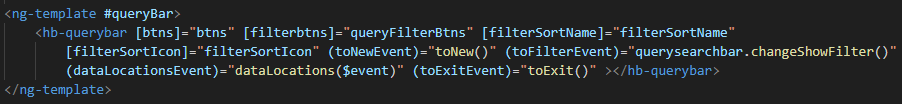 <ng-template #queryBar>
<hb-querybar [btns]="btns" [filterbtns]="queryFilterBtns" [filterSortName]="filterSortName"
[filterSortIcon]="filterSortIcon" (toNewEvent)="toNew()" (toFilterEvent)="querysearchbar.changeShowFilter()"
(dataLocationsEvent)="dataLocations($event)" (toExitEvent)="toExit()" ></hb-querybar>
</ng-template>